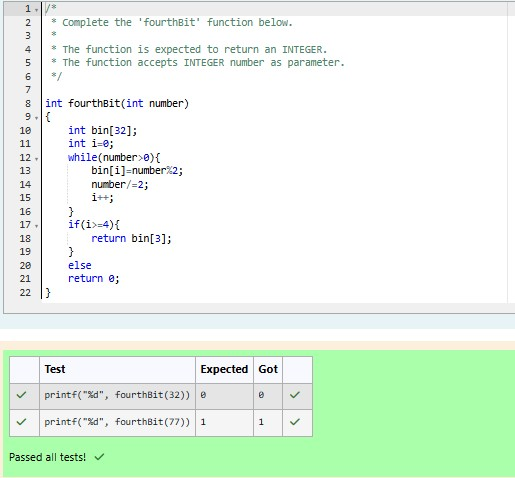 1 /*
2  * Complete the 'fourthBit' function below.
3  *
4  * The function is expected to return an INTEGER.
5  * The function accepts INTEGER number as parameter.
6  */
7
8 int fourthBit(int number)
9 {
10     int bin[32];
11     int i=0;
12     while(number>0){
13         bin[i]=number%2;
14         number/=2;
15         i++;
16     }
17     if(i>=4){
18         return bin[3];
19     }
20     else
21     return 0;
22 }
Test Expected Got
✓ printf("%d", fourthBit(32)) 0 0 ✓
✓ printf("%d", fourthBit(77)) 1 1 ✓
Passed all tests! ✓